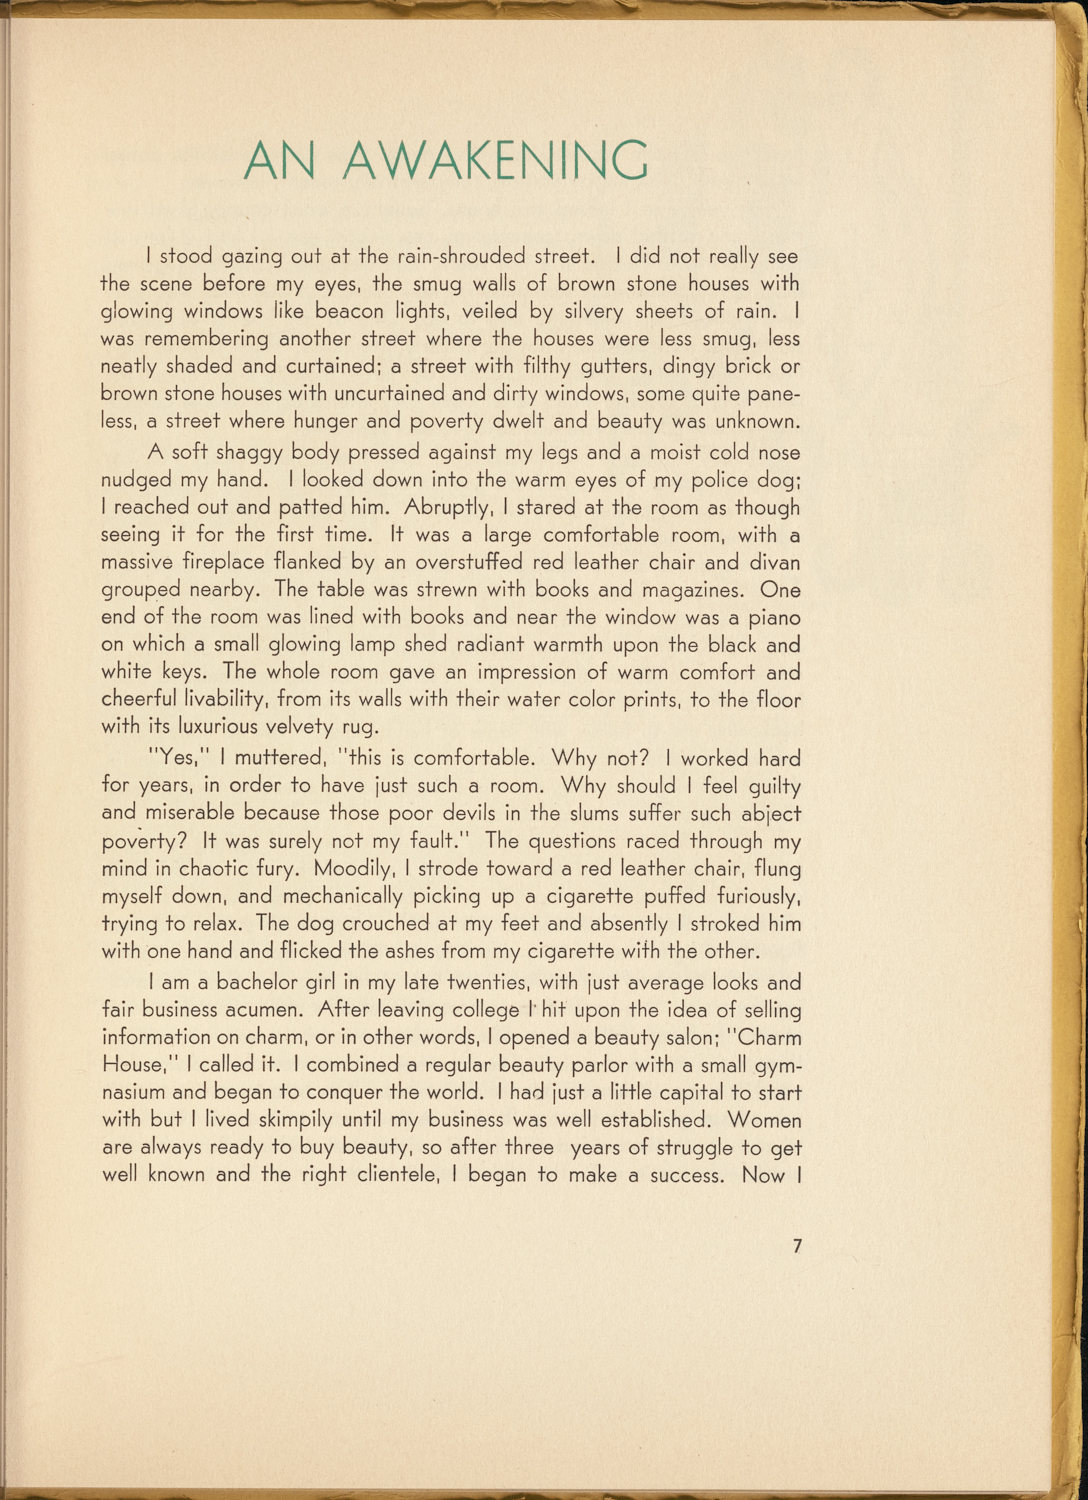 AN AWAKENING
I stood gazing out at the rain-shrouded street. I did not really see
the scene before my eyes, the smug walls of brown stone houses with
glowing windows like beacon lights, veiled by silvery sheets of rain. I
was remembering another street where the houses were less smug, less
neatly shaded and curtained; a street with filthy gutters, dingy brick or
brown stone houses with uncurtained and dirty windows, some quite pane-
less, a street where hunger and poverty dwelt and beauty was unknown.
A soft shaggy body pressed against my legs and a moist cold nose
nudged my hand. I looked down into the warm eyes of my police dog;
I reached out and patted him. Abruptly, I stared at the room as though
seeing it for the first time. It was a large comfortable room, with a
massive fireplace flanked by an overstuffed red leather chair and divan
grouped nearby. The table was strewn with books and magazines. One
end of the room was lined with books and near the window was a piano
on which a small glowing lamp shed radiant warmth upon the black and
white keys. The whole room gave an impression of warm comfort and
cheerful livability, from its walls with their water color prints, to the floor
with its luxurious velvety rug.
"Yes," I muttered, "this is comfortable. Why not? I worked hard
for years, in order to have just such a room. Why should I feel guilty
and miserable because those poor devils in the slums suffer such abject
poverty? It was surely not my fault." The questions raced through my
mind in chaotic fury. Moodily, I strode toward a red leather chair, flung
myself down, and mechanically picking up a cigarette puffed furiously,
trying to relax. The dog crouched at my feet and absently I stroked him
with one hand and flicked the ashes from my cigarette with the other.
I am a bachelor girl in my late twenties, with just average looks and
fair business acumen. After leaving college I hit upon the idea of selling
information on charm, or in other words, I opened a beauty salon; "Charm
House," I called it. I combined a regular beauty parlor with a small gym-
nasium and began to conquer the world. I had just a little capital to start
with but I lived skimpily until my business was well established. Women
are always ready to buy beauty, so after three years of struggle to get
well known and the right clientele, I began to make a success. Now I
7